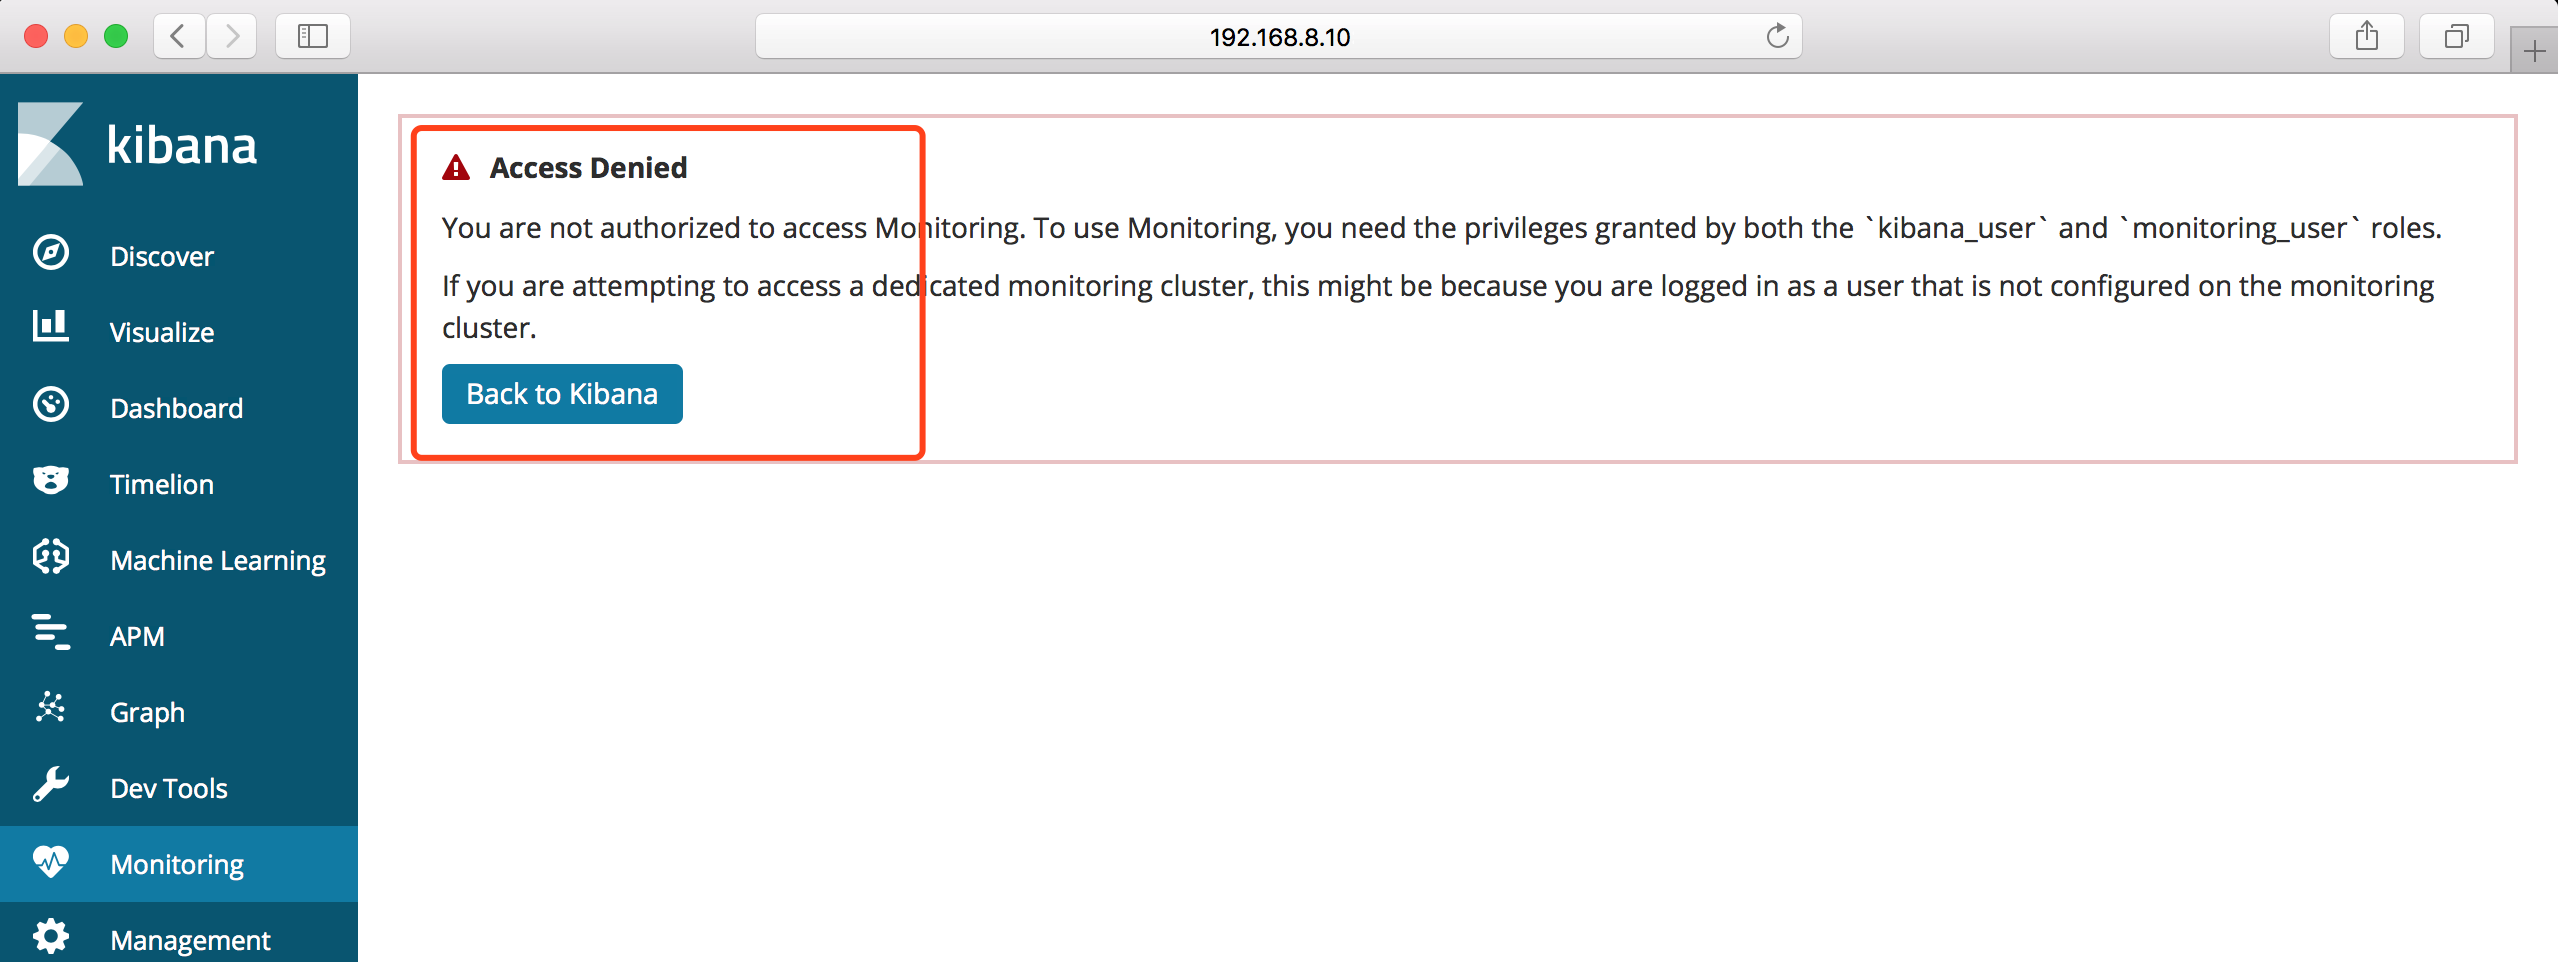 192.168.8.10
kibana
Discover
Visualize
Dashboard
Timelion
Machine Learning
APM
Graph
Dev Tools
Monitoring
Management
Access Denied
You are not authorized to access Monitoring. To use Monitoring, you need the privileges granted by both the `kibana_user` and `monitoring_user` roles.
If you are attempting to access a dedicated monitoring cluster, this might be because you are logged in as a user that is not configured on the monitoring
cluster.
Back to Kibana